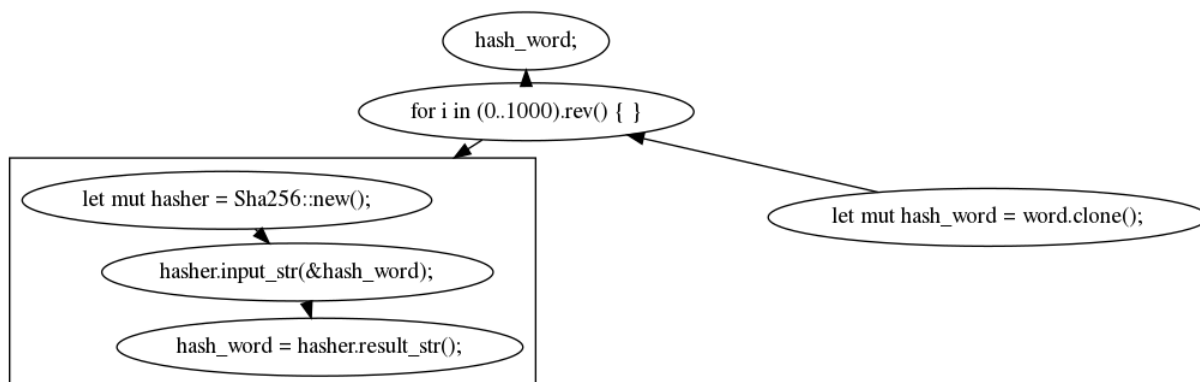 hash_word;
for i in (0..1000).rev() { }
let mut hasher = Sha256::new();
let mut hash_word = word.clone();
hasher.input_str(&hash_word);
hash_word = hasher.result_str();